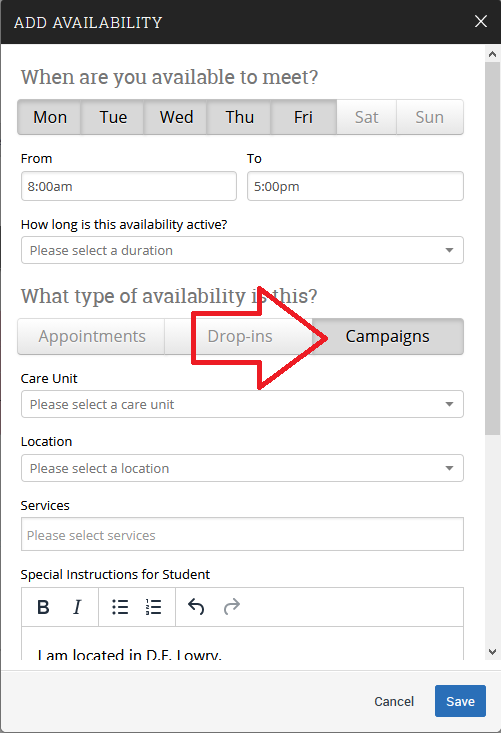 ADD AVAILABILITY
When are you available to meet?
Mon Tue Wed Thu Fri Sat Sun
From To
8:00am 5:00pm
How long is this availability active?
Please select a duration
What type of availability is this?
Appointments Drop-ins Campaigns
Care Unit
Please select a care unit
Location
Please select a location
Services
Please select services
Special Instructions for Student
B I
I am located in D.F. Lowry.
Cancel Save